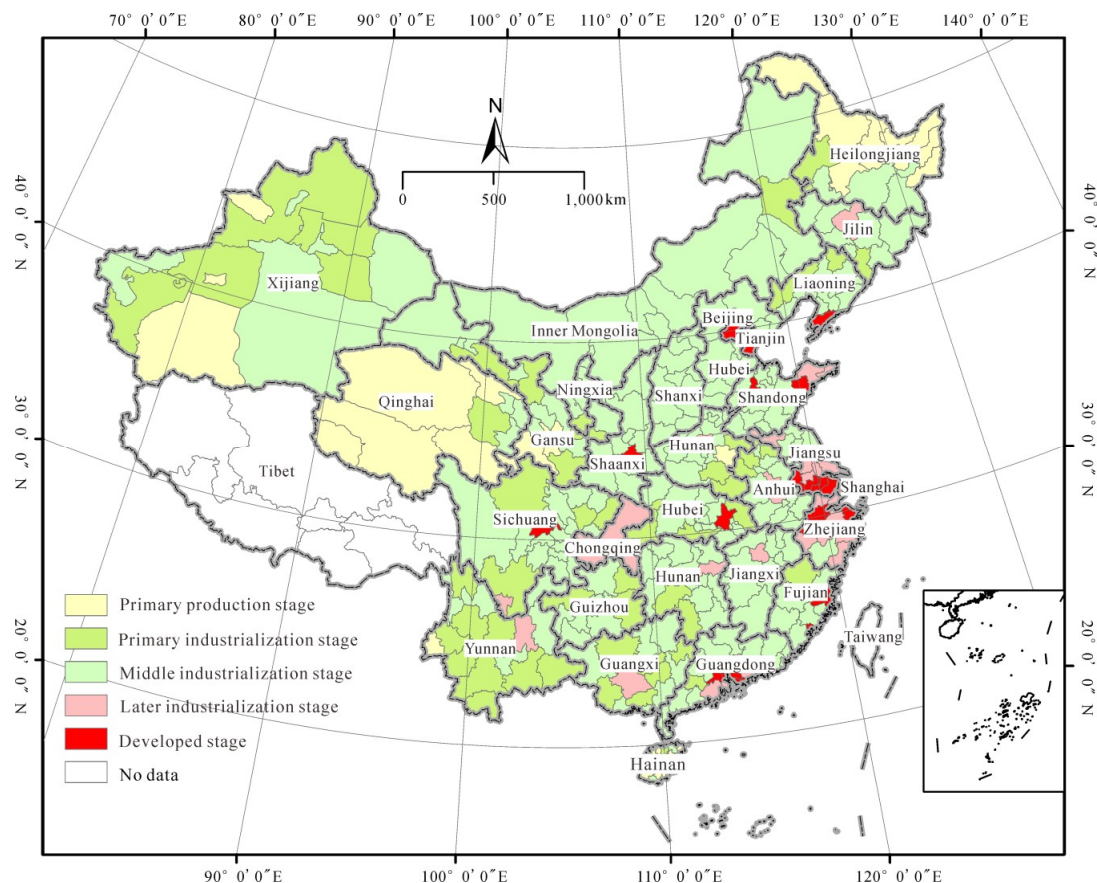 70° 0′ 0″E
80° 0′ 0″E
90° 0′ 0″E
100° 0′ 0″E
110° 0′ 0″E
120° 0′ 0″E
130° 0′ 0″E
140° 0′ 0″E
N
0
500
1,000km
40° 0′ 0″N
30° 0′ 0″N
20° 0′ 0″N
40° 0′ 0″N
30° 0′ 0″N
20° 0′ 0″N
Heilongjiang
Jilin
Xijiang
Liaoning
Inner Mongolia
Beijing
Tianjin
Hubei
Ningxia
Shanxi
Shandong
Qinghai
Gansu
Hunan
Jiangsu
Shaanxi
Tibet
Anhui
Shanghai
Sichuang
Hubei
Zhejiang
Chongqing
Hunan
Jiangxi
Guizhou
Fujian
Yunnan
Taiwang
Guangxi
Guangdong
Hainan
Primary production stage
Primary industrialization stage
Middle industrialization stage
Later industrialization stage
Developed stage
No data
90° 0′ 0″E
100° 0′ 0″E
110° 0′ 0″E
120° 0′ 0″E